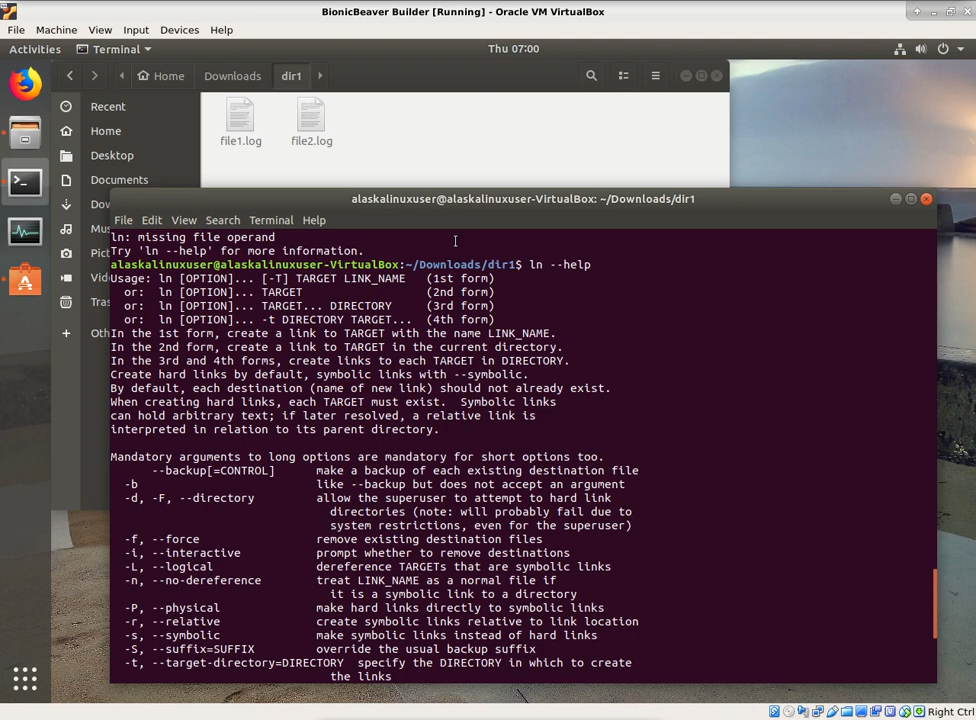 BionicBeaver Builder [Running] - Oracle VM VirtualBox
File Machine View Input Devices Help
Activities Terminal Thu 07:00
Home Downloads dir1
Recent
Home
Desktop
Documents
Dow
Mus
Pict
Vide
Tras
Oth
file1.log file2.log
alaskalinuxuser@alaskalinuxuser-VirtualBox: ~/Downloads/dir1
File Edit View Search Terminal Help
ln: missing file operand
Try 'ln --help' for more information.
alaskalinuxuser@alaskalinuxuser-VirtualBox:~/Downloads/dir1$ ln --help
Usage: ln [OPTION]... [-T] TARGET LINK_NAME   (1st form)
  or:  ln [OPTION]... TARGET                  (2nd form)
  or:  ln [OPTION]... TARGET... DIRECTORY     (3rd form)
  or:  ln [OPTION]... -t DIRECTORY TARGET...  (4th form)
In the 1st form, create a link to TARGET with the name LINK_NAME.
In the 2nd form, create a link to TARGET in the current directory.
In the 3rd and 4th forms, create links to each TARGET in DIRECTORY.
Create hard links by default, symbolic links with --symbolic.
By default, each destination (name of new link) should not already exist.
When creating hard links, each TARGET must exist.  Symbolic links
can hold arbitrary text; if later resolved, a relative link is
interpreted in relation to its parent directory.
Mandatory arguments to long options are mandatory for short options too.
      --backup[=CONTROL]      make a backup of each existing destination file
  -b                          like --backup but does not accept an argument
  -d, -F, --directory         allow the superuser to attempt to hard link
                                directories (note: will probably fail due to
                                system restrictions, even for the superuser)
  -f, --force                 remove existing destination files
  -i, --interactive           prompt whether to remove destinations
  -L, --logical               dereference TARGETs that are symbolic links
  -n, --no-dereference        treat LINK_NAME as a normal file if
                                it is a symbolic link to a directory
  -P, --physical              make hard links directly to symbolic links
  -r, --relative              create symbolic links relative to link location
  -s, --symbolic              make symbolic links instead of hard links
  -S, --suffix=SUFFIX         override the usual backup suffix
  -t, --target-directory=DIRECTORY  specify the DIRECTORY in which to create
                                the links
Right Ctrl